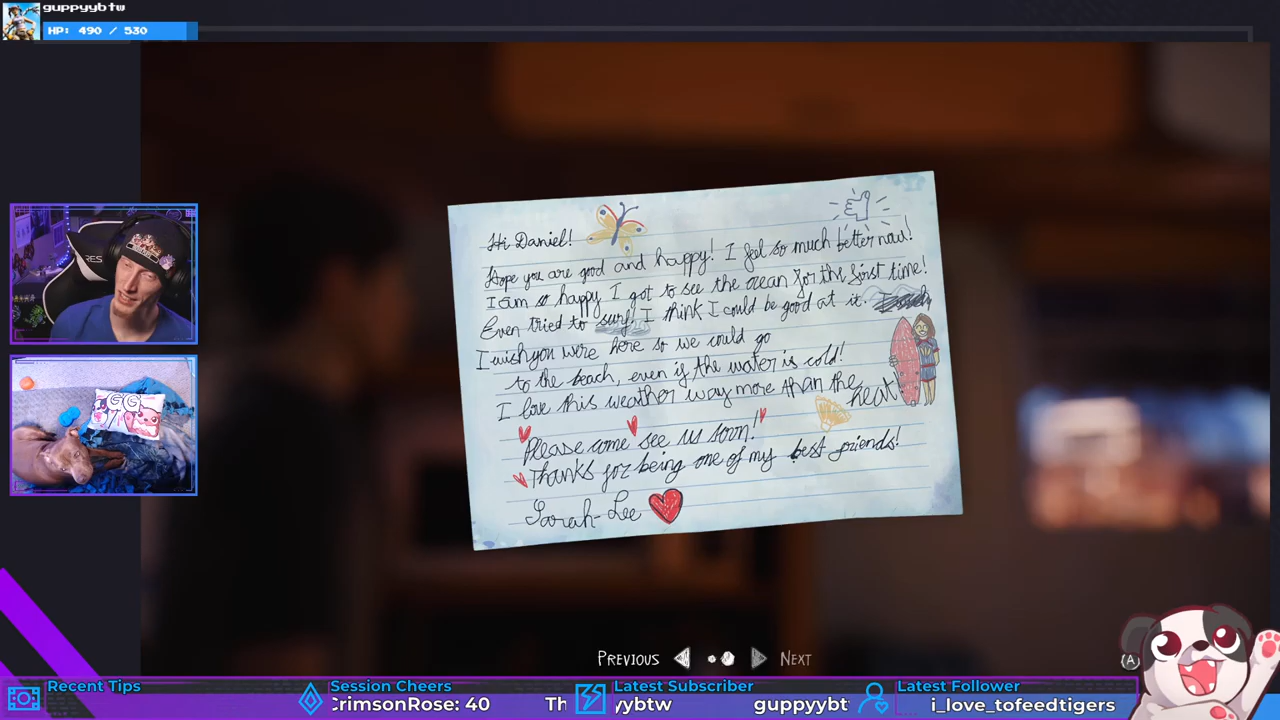 guppyybtw
HP: 490 / 530
Hi Daniel!
Hope you are good and happy! I feel so much better now!
I am so happy I got to see the ocean for the first time!
Even tried to surf! I think I could be good at it.
I wish you were here so we could go
to the beach, even if the water is cold!
I love this weather way more than the heat!
Please come see us soon!
Thanks for being one of my best friends!
Sarah-Lee
GG
PREVIOUS
NEXT
(A)
Recent Tips
Session Cheers
Latest Subscriber
Latest Follower
CrimsonRose: 40
Th
yybtw
guppyybt
i_love_tofeedtigers